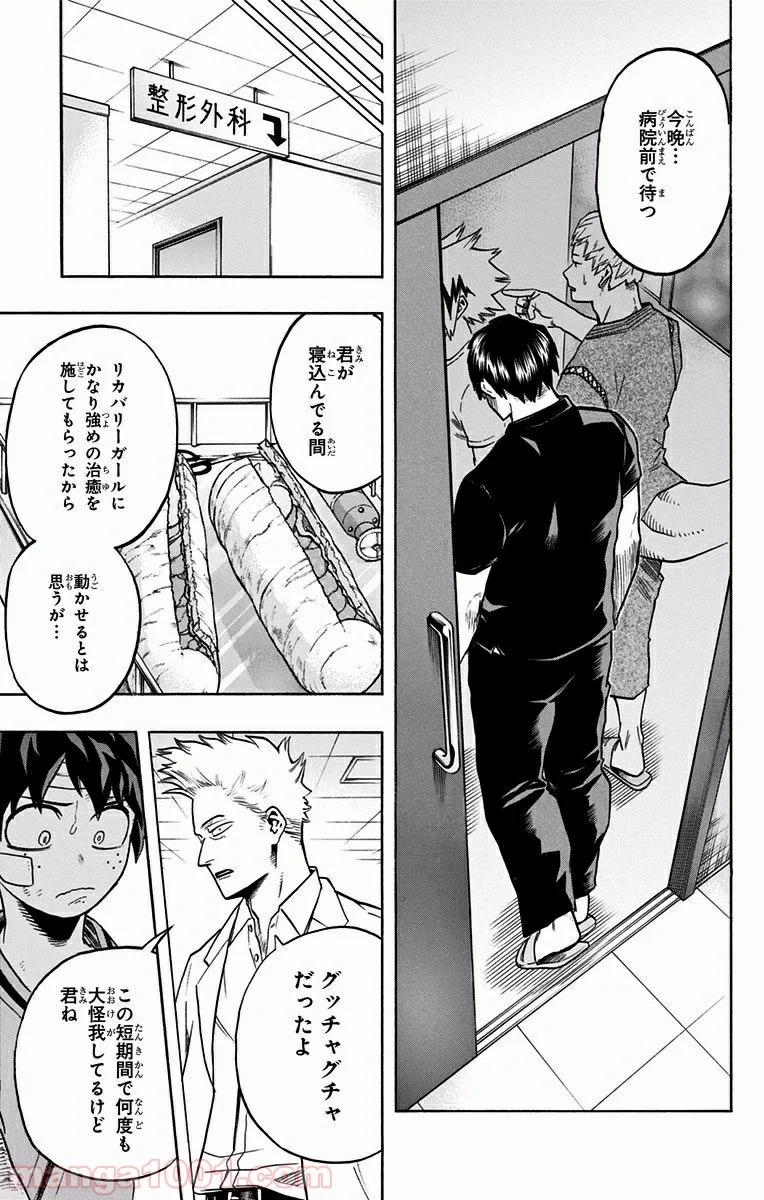 今晩…
病院前で待つ
整形外科
君が
寝込んでる間
リカバリーガールに
かなり強めの治癒を
施してもらったから
動かせるとは
思うが…
グッチャグチャ
だったよ
この短期間で何度も
大怪我してるけど
君ね
manga1001.com